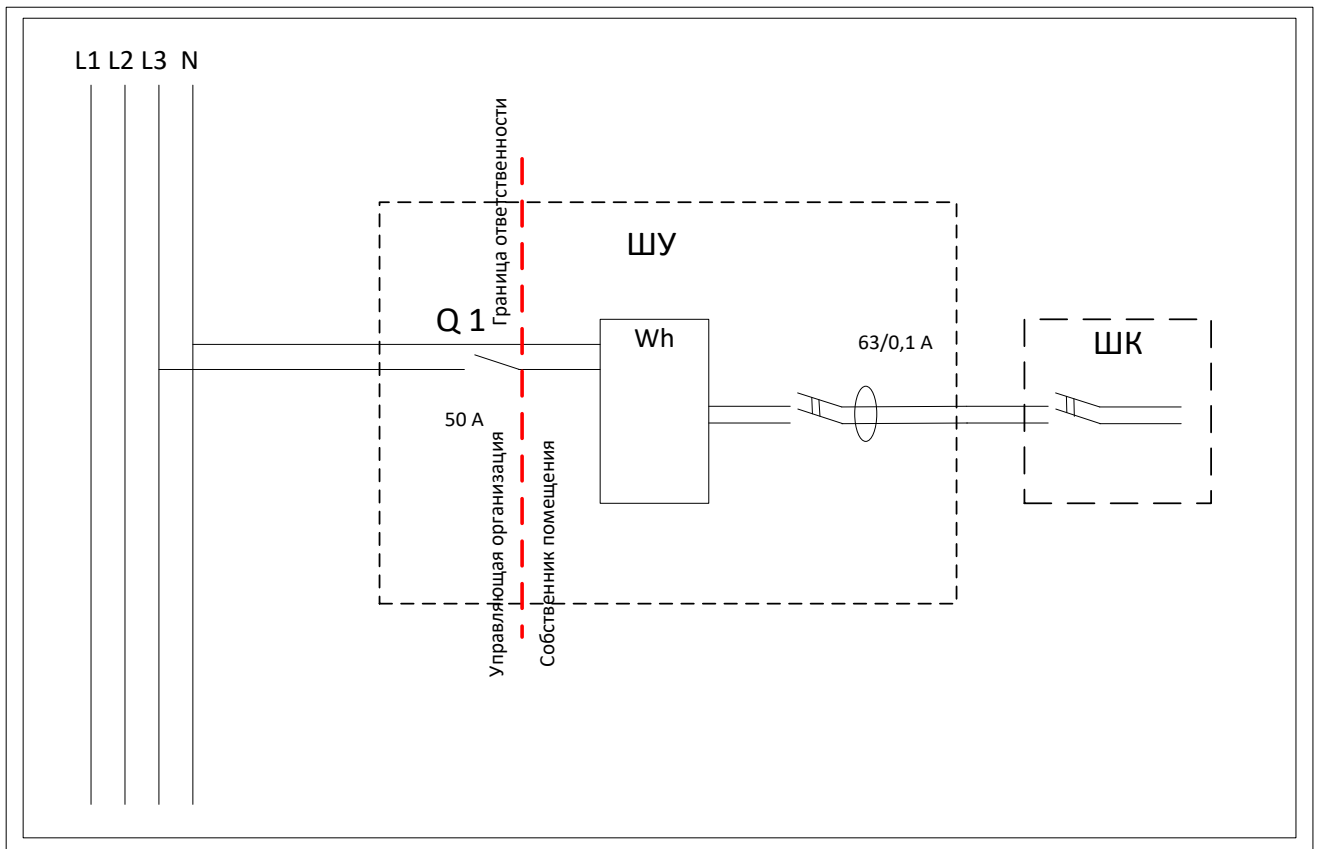 L1 L2 L3 N
Граница ответственности
ШУ
Q 1
Wh
63/0,1 А
ШК
50 А
Управляющая организация
Собственник помещения